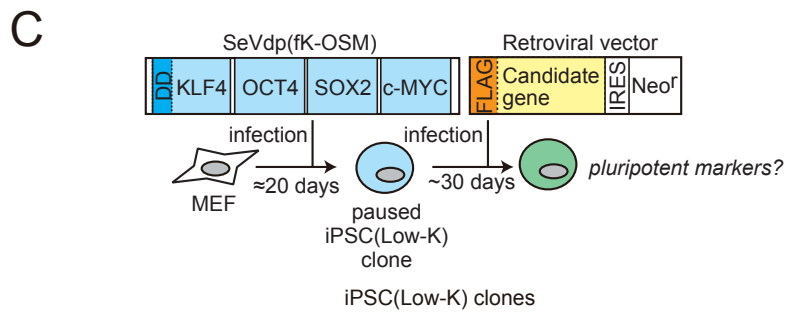 C
SeVdp(fK-OSM)
Retroviral vector
DD KLF4 OCT4 SOX2 c-MYC
FLAG Candidate gene IRES Neoʳ
infection
infection
MEF
≈20 days
~30 days
pluripotent markers?
paused
iPSC(Low-K)
clone
iPSC(Low-K) clones